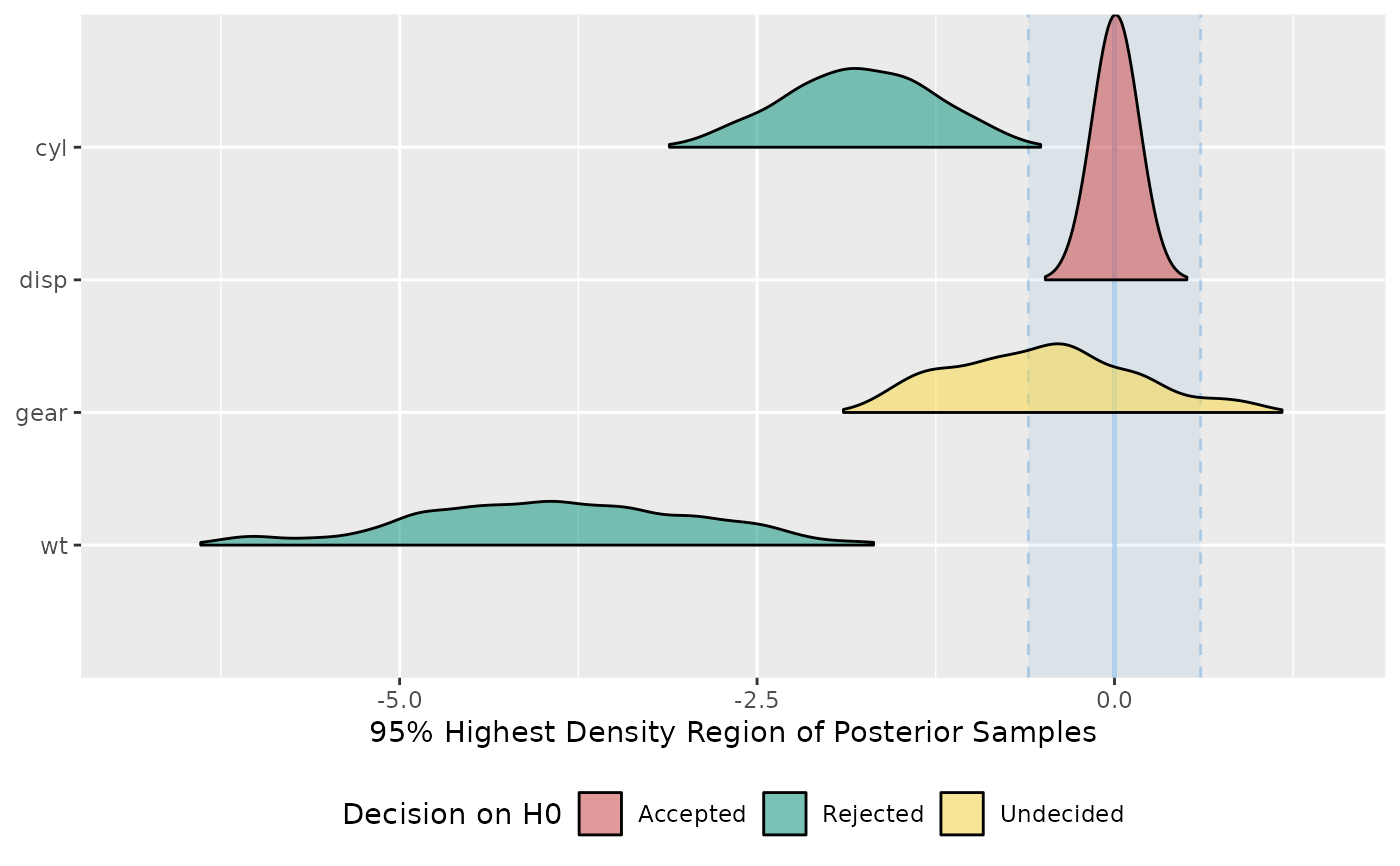 cyl
disp
gear
wt
-5.0 -2.5 0.0
95% Highest Density Region of Posterior Samples
Decision on H0 Accepted Rejected Undecided